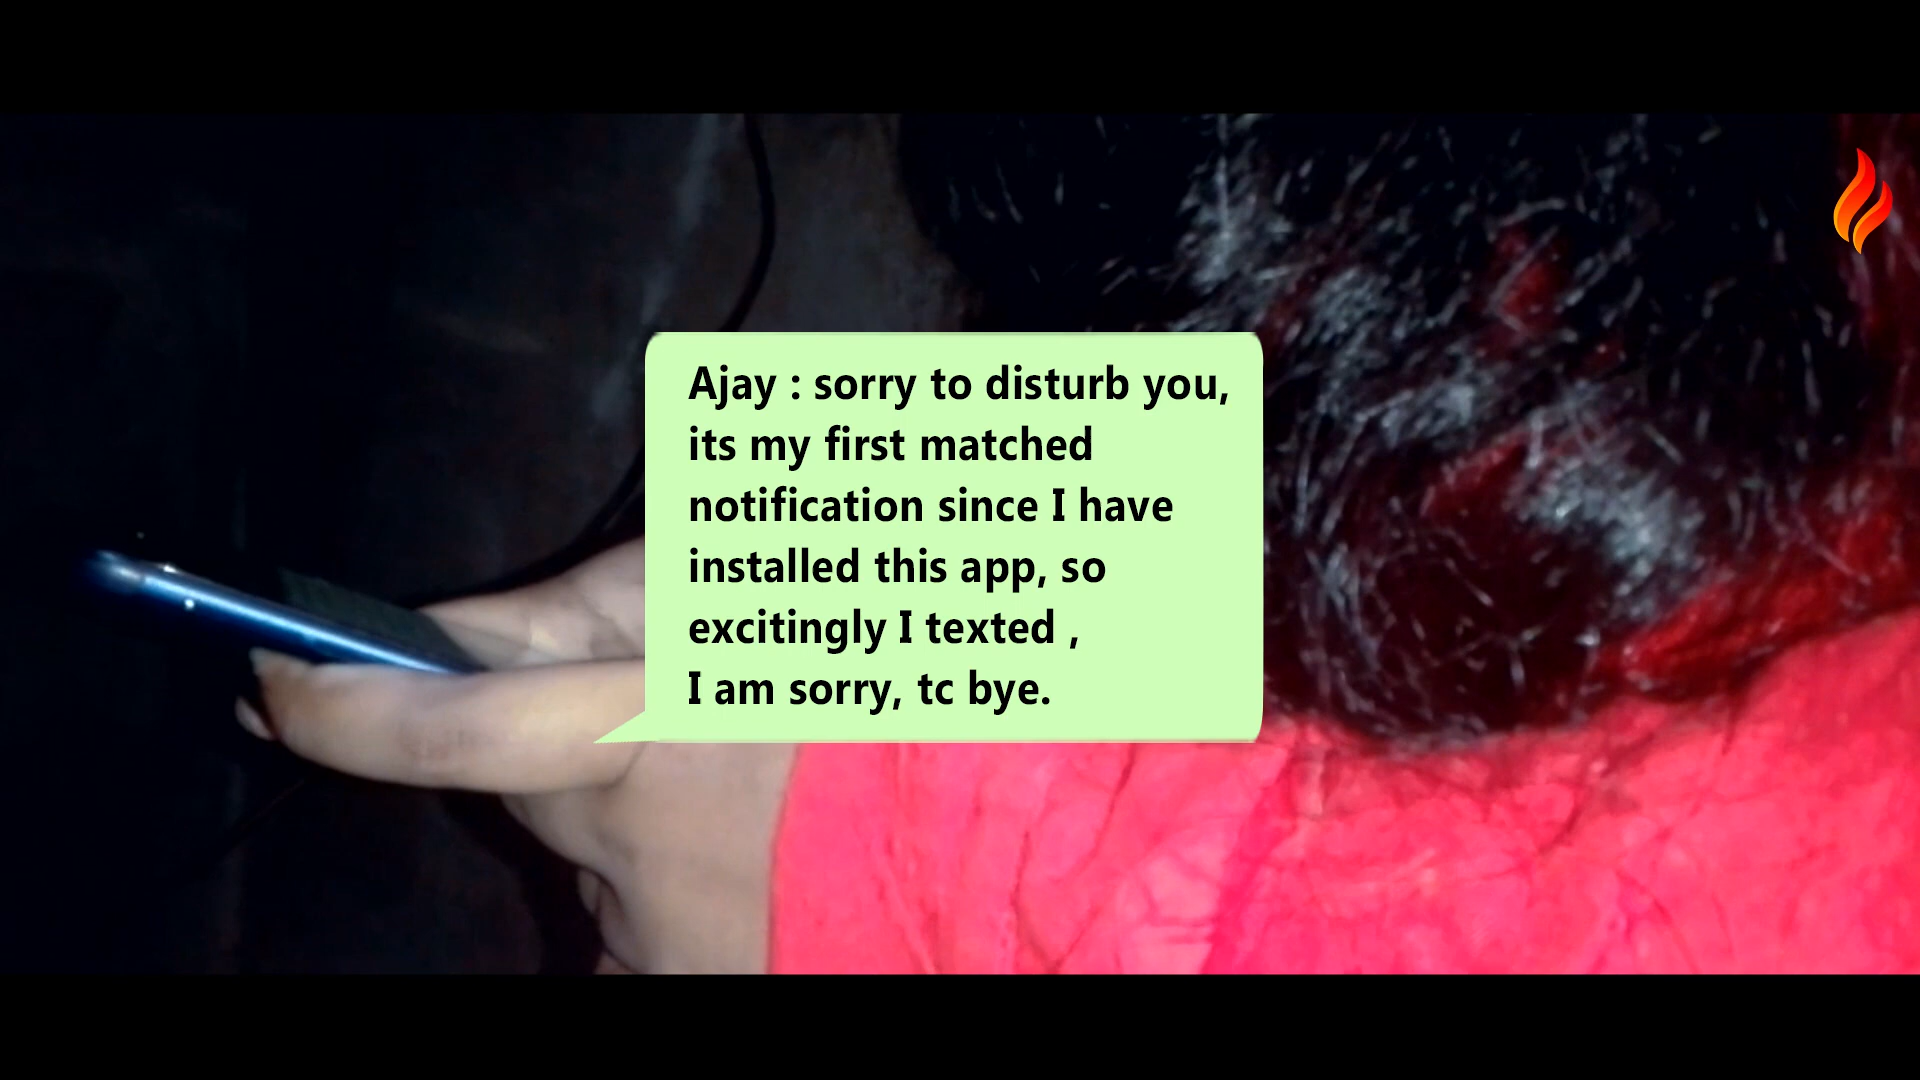 Ajay : sorry to disturb you,
its my first matched
notification since I have
installed this app, so
excitingly I texted ,
I am sorry, tc bye.